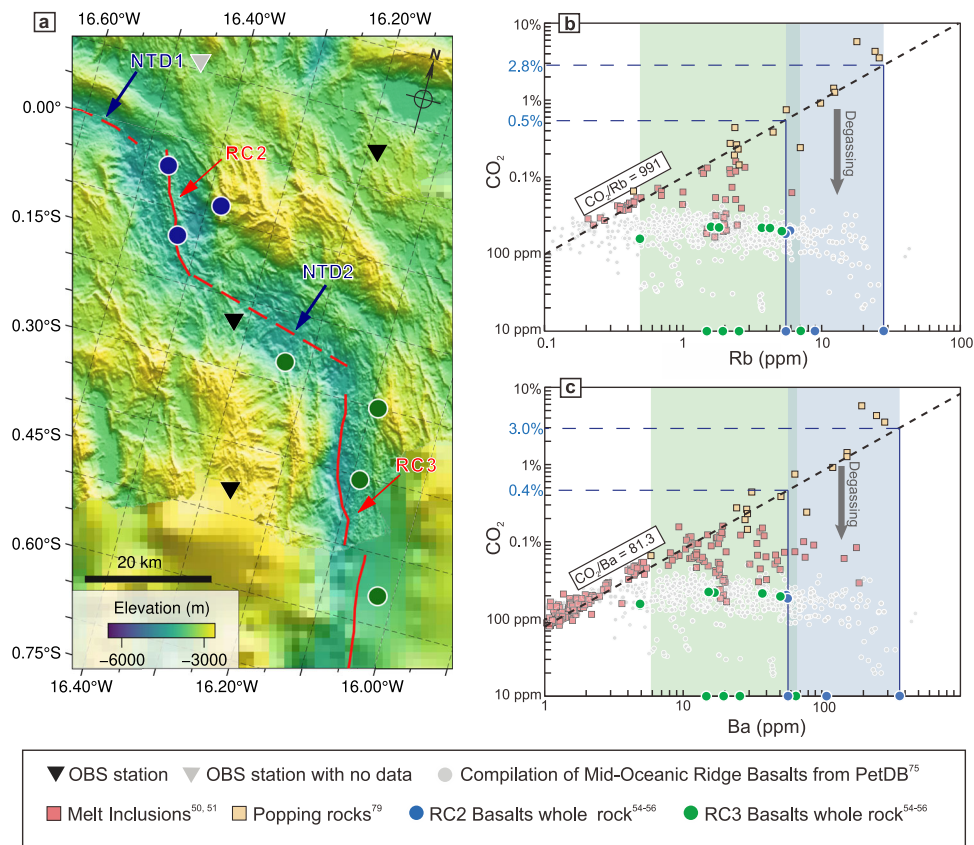 a
16.60°W
16.40°W
16.20°W
0.00°
0.15°S
0.30°S
0.45°S
0.60°S
0.75°S
16.40°W
16.20°W
16.00°W
N
NTD1
RC2
NTD2
RC3
20 km
Elevation (m)
−6000
−3000
b
10%
2.8%
1%
0.5%
0.1%
100 ppm
10 ppm
CO2
CO2/Rb = 991
Degassing
0.1
1
10
100
Rb (ppm)
c
10%
3.0%
1%
0.4%
0.1%
100 ppm
10 ppm
CO2
CO2/Ba = 81.3
Degassing
1
10
100
Ba (ppm)
OBS station
OBS station with no data
Compilation of Mid-Oceanic Ridge Basalts from PetDB75
Melt Inclusions50, 51
Popping rocks79
RC2 Basalts whole rock54-56
RC3 Basalts whole rock54-56